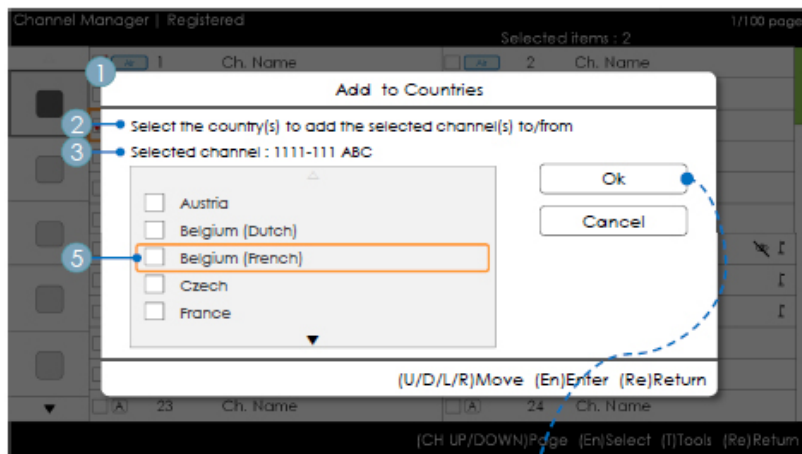 Channel Manager | Registered
1/100 page
Selected items : 2
Ar 1 Ch. Name
Ar 2 Ch. Name
1
Add to Countries
2 Select the country(s) to add the selected channel(s) to/from
3 Selected channel : 1111-111 ABC
Ok
Austria
Cancel
Belgium (Dutch)
5 Belgium (French)
Czech
France
(U/D/L/R)Move (En)Enter (Re)Return
A 23 Ch. Name
A 24 Ch. Name
(CH UP/DOWN)Page (En)Select (T)Tools (Re)Return